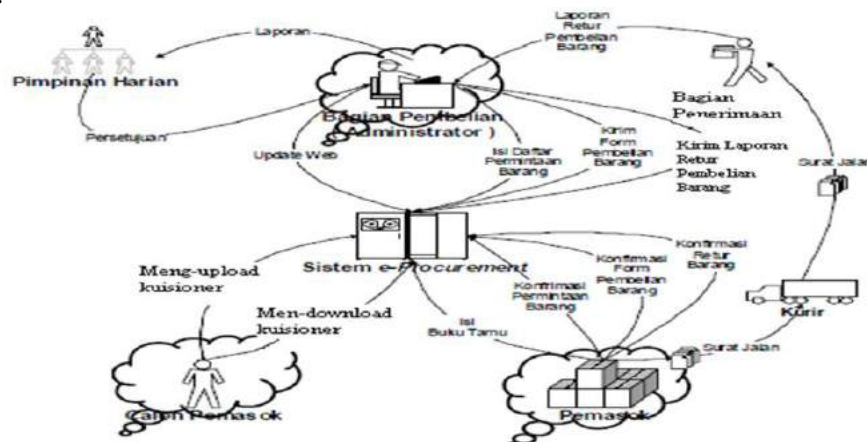 Laporan
Laporan
Retur
Pembelian
Barang
Pimpinan Harian
Bagian Pembelian
Administrator )
Bagian
Penerimaan
Persetujuan
Update Web
Isi Daftar
Permintaan
Barang
Kirim
Form
Pembelian
Barang
Kirim Laporan
Retur
Pembelian
Barang
Surat Jalan
Sistem e-Procurement
Meng-upload
kuisioner
Men-download
kuisioner
Isi
Buku Tamu
Konfirmasi
Permintaan
Barang
Konfirmasi
Form
Pembelian
Barang
Konfirmasi
Retur
Barang
Kurir
Surat Jalan
Calon Pemasok
Pemasok